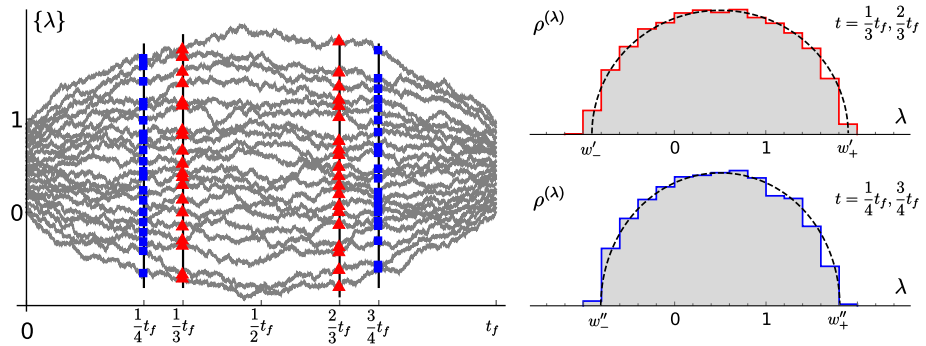 {λ}
1
0
0
1/4 t_f
1/3 t_f
1/2 t_f
2/3 t_f
3/4 t_f
t_f
ρ^(λ)
t = 1/3 t_f, 2/3 t_f
λ
w'_-
0
1
w'_+
ρ^(λ)
t = 1/4 t_f, 3/4 t_f
λ
w''_-
0
1
w''_+